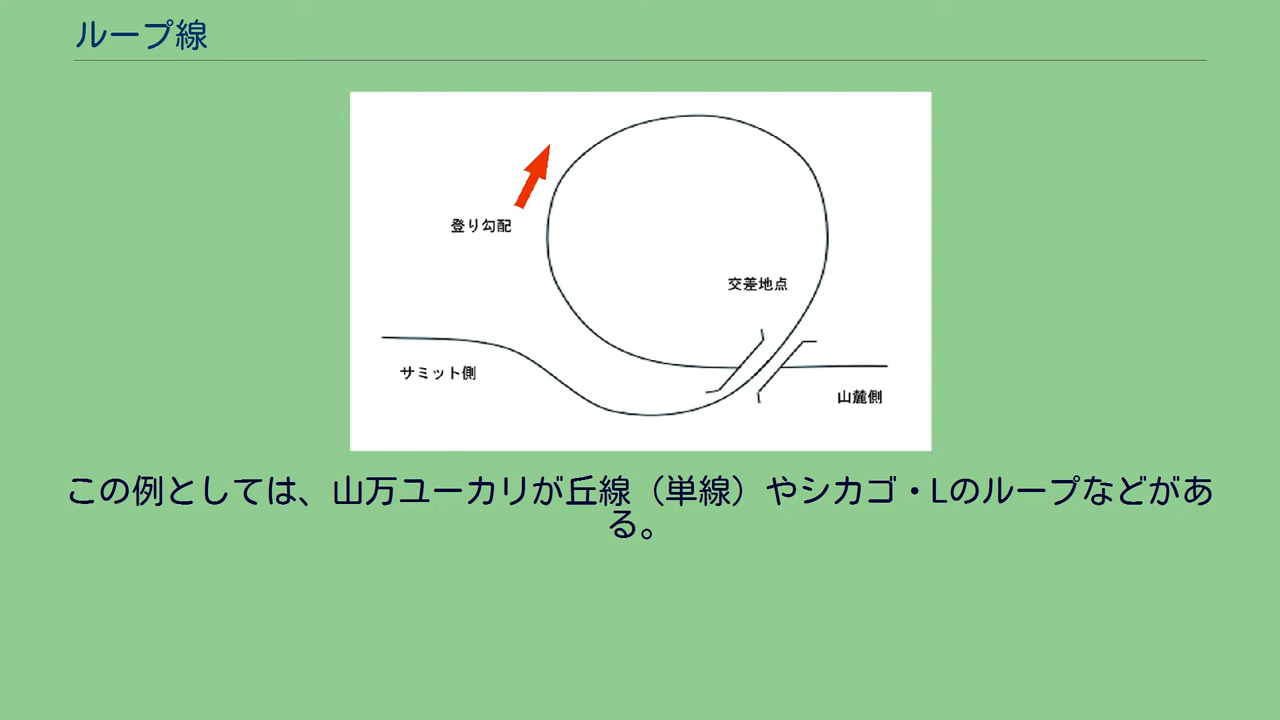 ループ線
登り勾配
交差地点
サミット側
山麓側
この例としては、山万ユーカリが丘線（単線）やシカゴ・Lのループなどがあ
る。